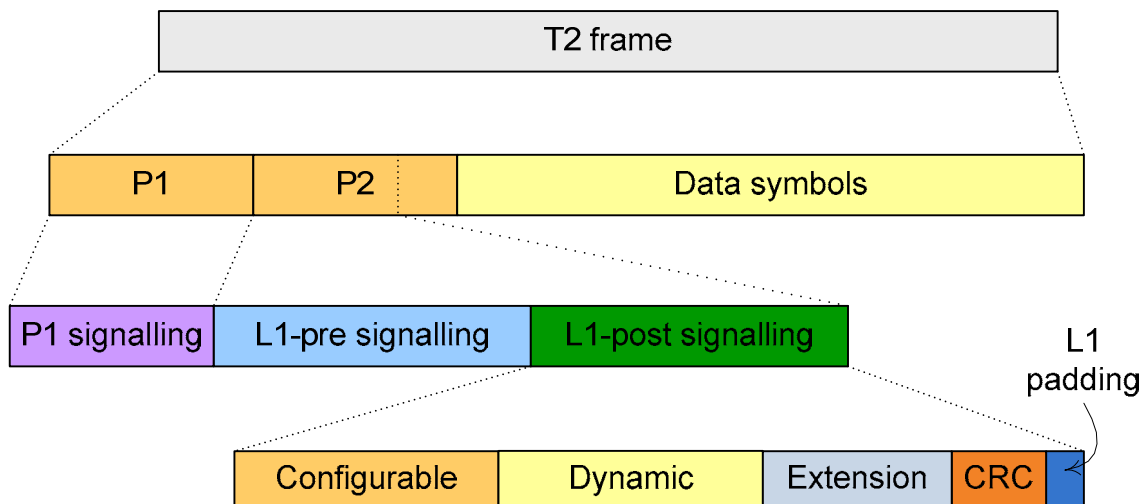 T2 frame
P1 P2 Data symbols
P1 signalling L1-pre signalling L1-post signalling
L1
padding
Configurable Dynamic Extension CRC